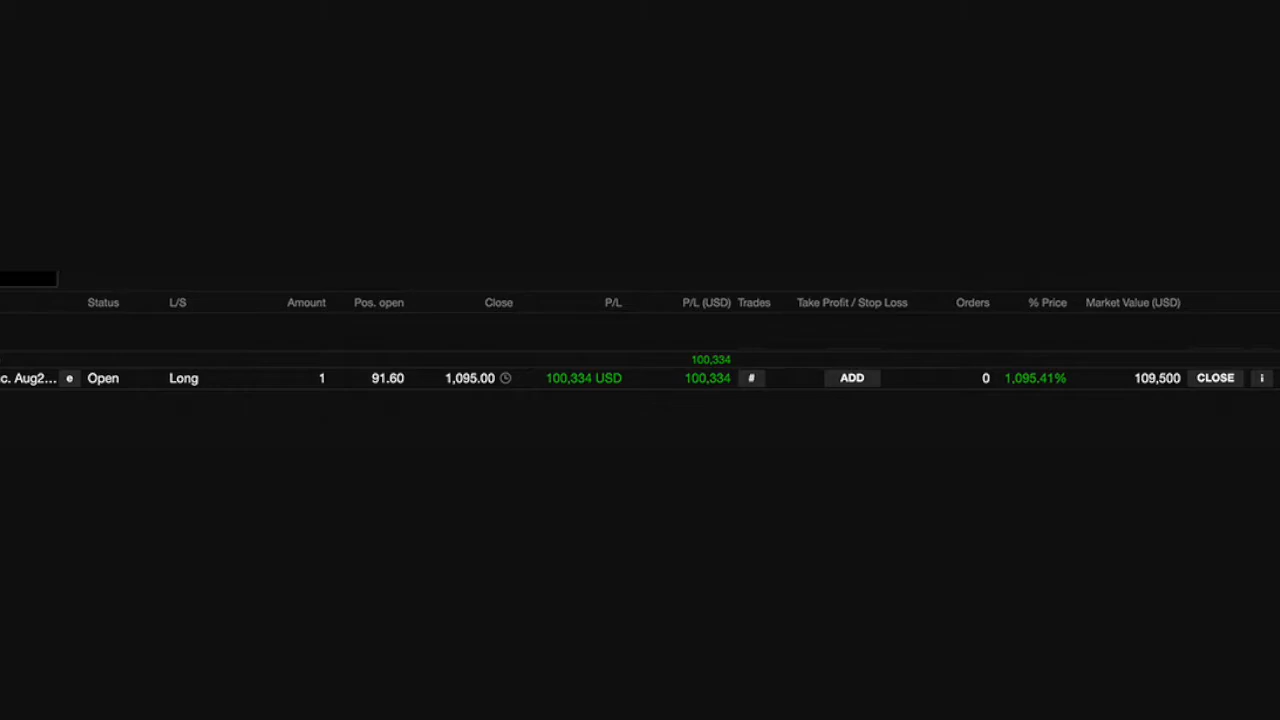 Status L/S Amount Pos. open Close P/L P/L (USD) Trades Take Profit / Stop Loss Orders % Price Market Value (USD)
100,334
c. Aug2... e Open Long 1 91.60 1,095.00 100,334 USD 100,334 # ADD 0 1,095.41% 109,500 CLOSE i